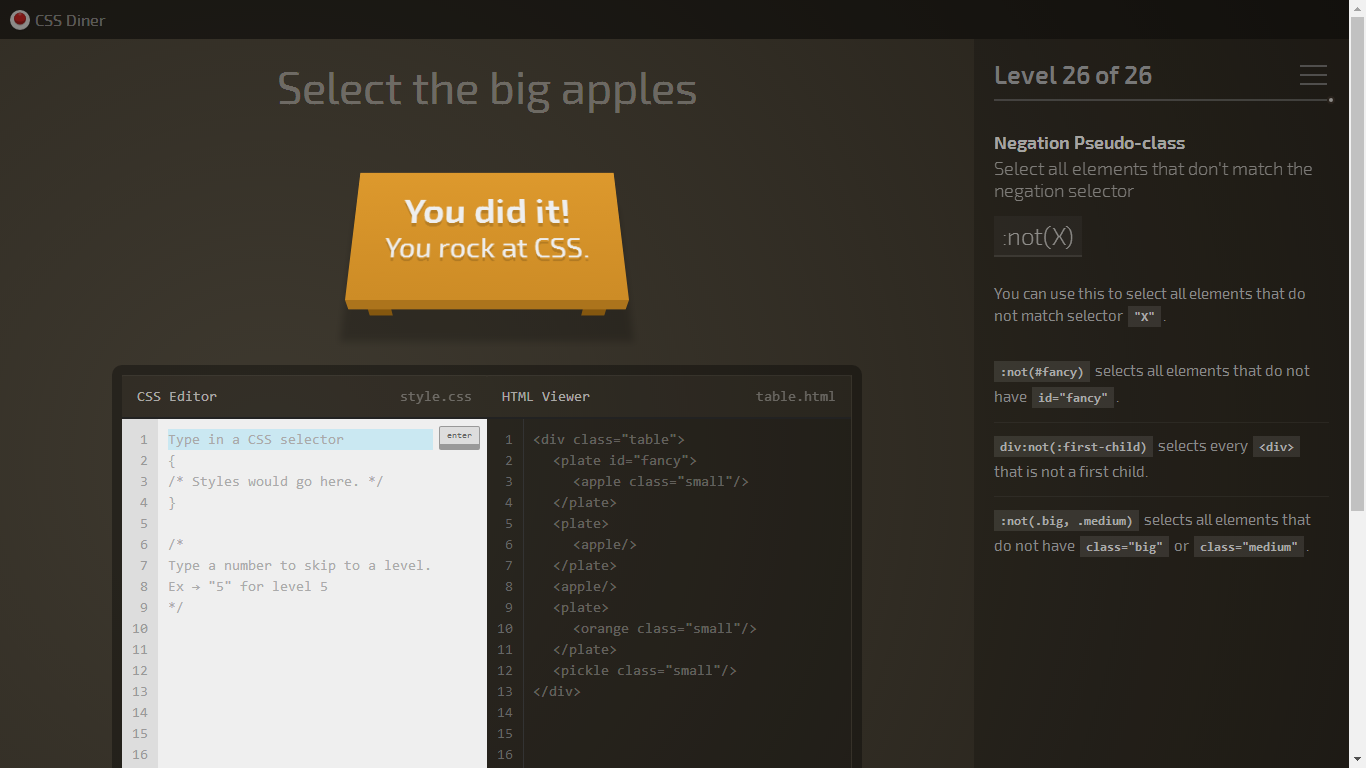 CSS Diner
Select the big apples
You did it!
You rock at CSS.
CSS Editor
style.css
1 Type in a CSS selector
enter
2 {
3 /* Styles would go here. */
4 }
5
6 /*
7 Type a number to skip to a level.
8 Ex → "5" for level 5
9 */
10
11
12
13
14
15
16
HTML Viewer
table.html
1 <div class="table">
2 <plate id="fancy">
3 <apple class="small"/>
4 </plate>
5 <plate>
6 <apple/>
7 </plate>
8 <apple/>
9 <plate>
10 <orange class="small"/>
11 </plate>
12 <pickle class="small"/>
13 </div>
14
15
16
Level 26 of 26
Negation Pseudo-class
Select all elements that don't match the
negation selector
:not(X)
You can use this to select all elements that do
not match selector "X" .
:not(#fancy) selects all elements that do not
have id="fancy" .
div:not(:first-child) selects every <div>
that is not a first child.
:not(.big, .medium) selects all elements that
do not have class="big" or class="medium" .